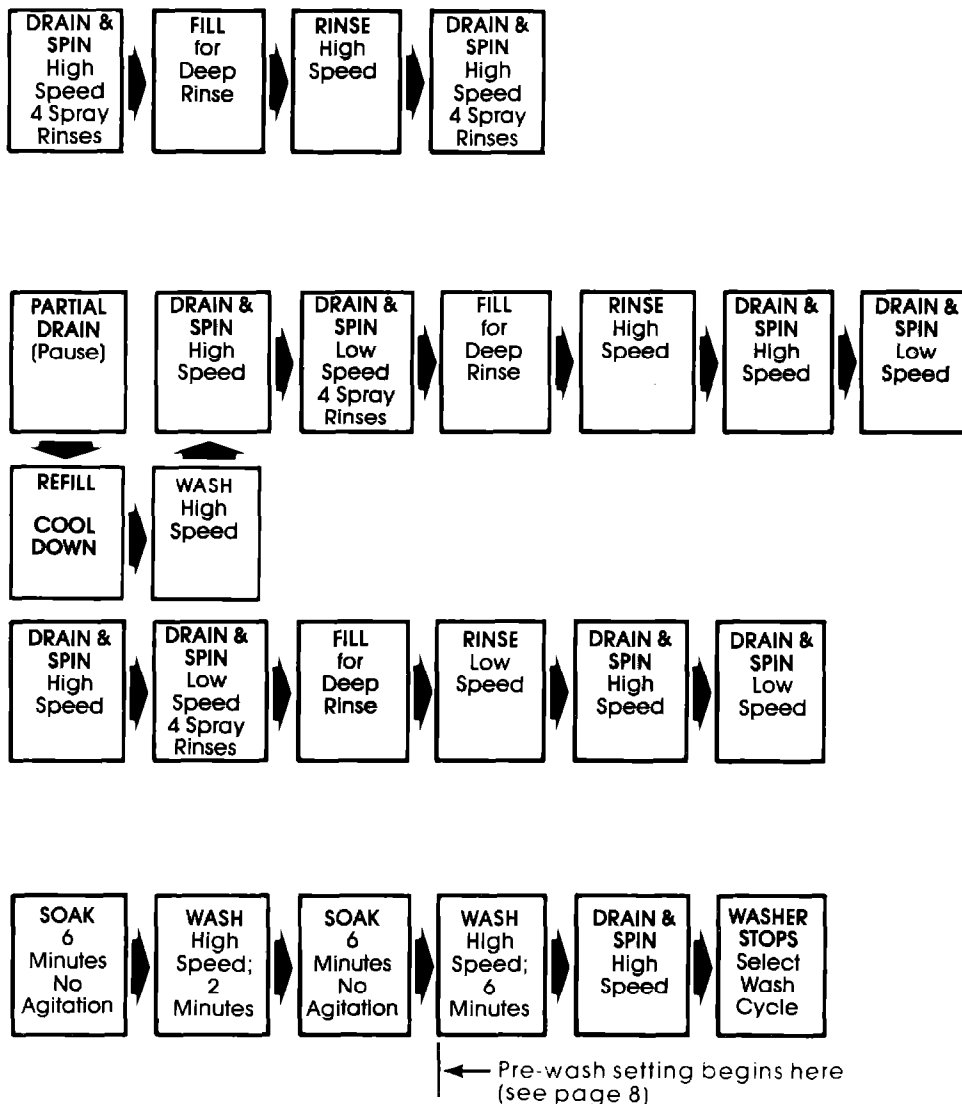 DRAIN &
SPIN
High
Speed
4 Spray
Rinses
FILL
for
Deep
Rinse
RINSE
High
Speed
DRAIN &
SPIN
High
Speed
4 Spray
Rinses
PARTIAL
DRAIN
(Pause)
REFILL
COOL
DOWN
WASH
High
Speed
DRAIN &
SPIN
High
Speed
DRAIN &
SPIN
Low
Speed
4 Spray
Rinses
FILL
for
Deep
Rinse
RINSE
High
Speed
DRAIN &
SPIN
High
Speed
DRAIN &
SPIN
Low
Speed
DRAIN &
SPIN
High
Speed
DRAIN &
SPIN
Low
Speed
4 Spray
Rinses
FILL
for
Deep
Rinse
RINSE
Low
Speed
DRAIN &
SPIN
High
Speed
DRAIN &
SPIN
Low
Speed
SOAK
6
Minutes
No
Agitation
WASH
High
Speed;
2
Minutes
SOAK
6
Minutes
No
Agitation
WASH
High
Speed;
6
Minutes
DRAIN &
SPIN
High
Speed
WASHER
STOPS
Select
Wash
Cycle
Pre-wash setting begins here
(see page 8)